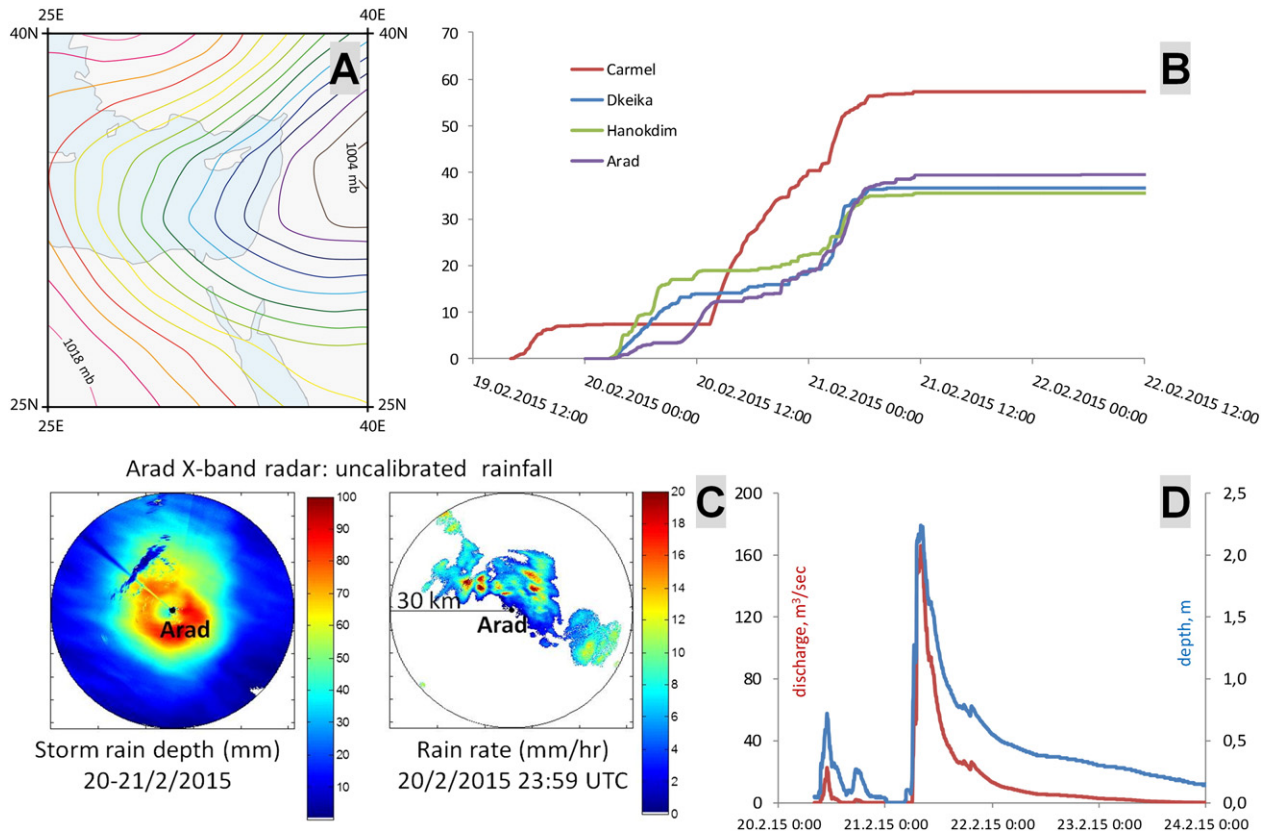 25E
40E
40N
40N
A
1004 mb
1018 mb
25N
25N
25E
40E
B
70
60
50
40
30
20
10
0
Carmel
Dkeika
Hanokdim
Arad
19.02.2015 12:00
20.02.2015 00:00
20.02.2015 12:00
21.02.2015 00:00
21.02.2015 12:00
22.02.2015 00:00
22.02.2015 12:00
Arad X-band radar: uncalibrated rainfall
C
Arad
100
90
80
70
60
50
40
30
20
10
Storm rain depth (mm)
20-21/2/2015
30 km
Arad
20
18
16
14
12
10
8
6
4
2
0
Rain rate (mm/hr)
20/2/2015 23:59 UTC
D
200
160
120
80
40
0
discharge, m³/sec
depth, m
2,5
2,0
1,5
1,0
0,5
0,0
20.2.15 0:00
21.2.15 0:00
22.2.15 0:00
23.2.15 0:00
24.2.15 0:00